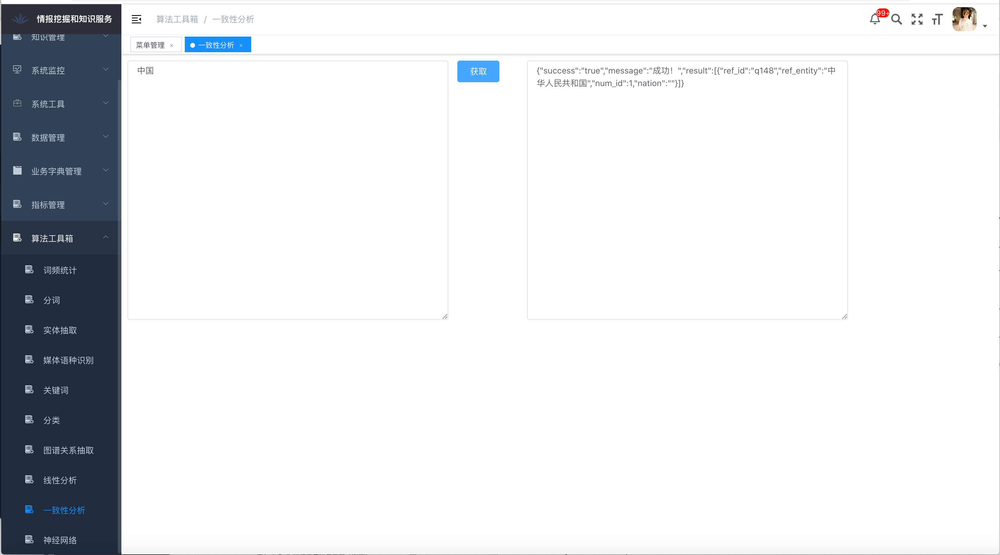 情报挖掘和知识服务
算法工具箱 / 一致性分析
99+
知识管理
菜单管理 ×
一致性分析 ×
系统监控
系统工具
数据管理
业务字典管理
指标管理
算法工具箱
词频统计
分词
实体抽取
媒体语种识别
关键词
分类
图谱关系抽取
线性分析
一致性分析
神经网络
中国
获取
{"success":"true","message":"成功！","result":[{"ref_id":"q148","ref_entity":"中
华人民共和国","num_id":1,"nation":""}]}